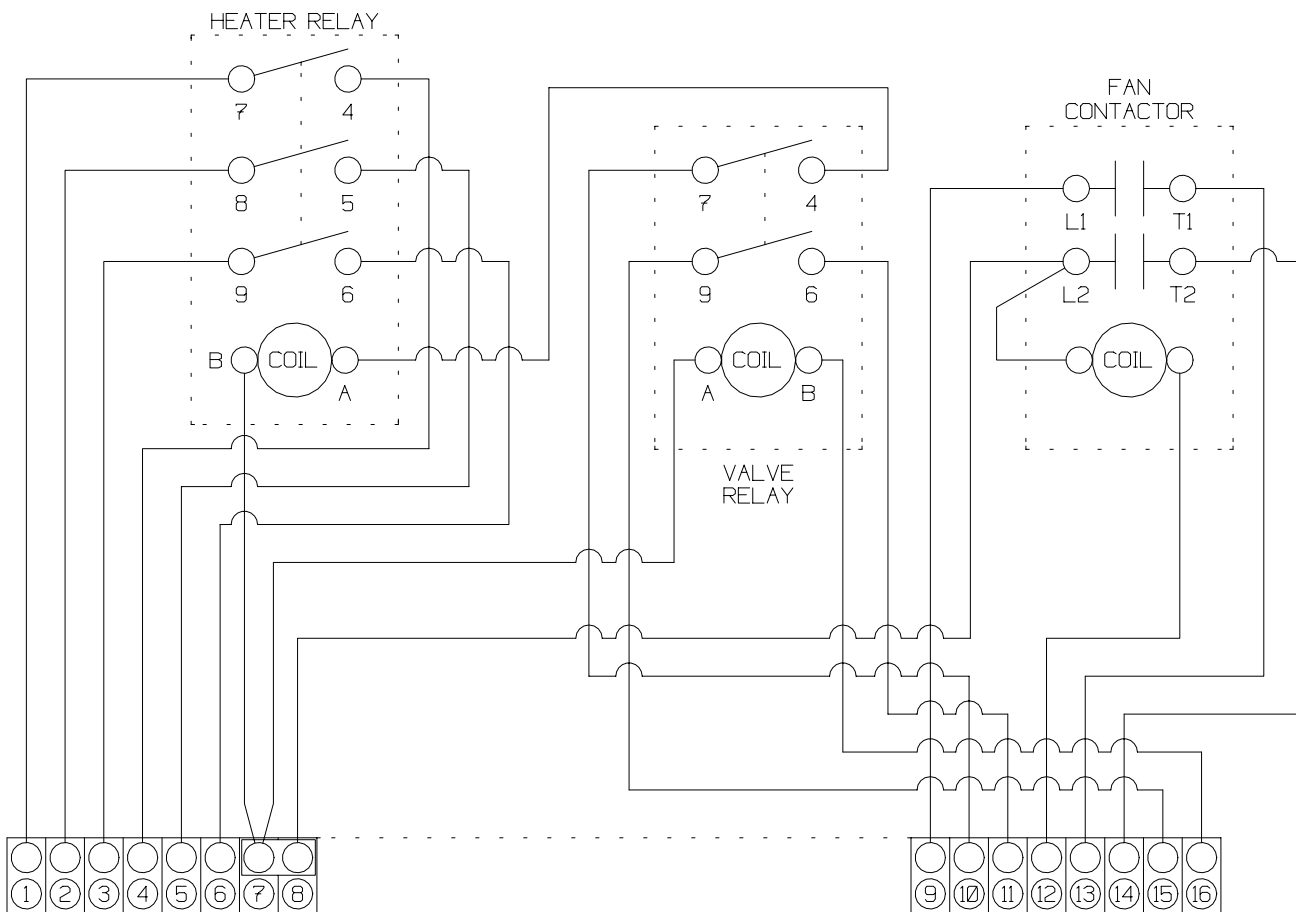 HEATER RELAY
7 4
8 5
9 6
B COIL A
7 4
9 6
COIL
A B
VALVE
RELAY
FAN
CONTACTOR
L1 T1
L2 T2
COIL
1 2 3 4 5 6 7 8 9 10 11 12 13 14 15 16